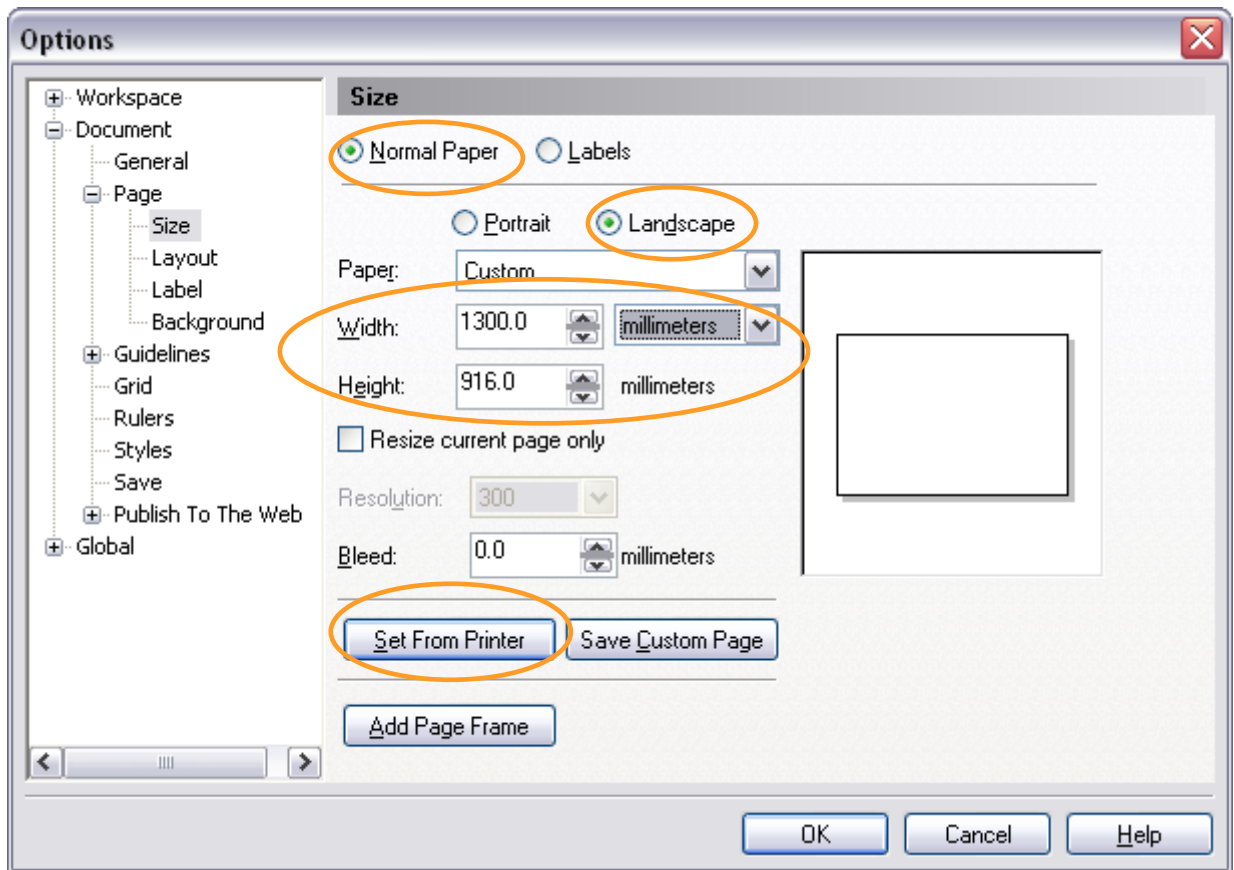 Options
Workspace
Document
General
Page
Size
Layout
Label
Background
Guidelines
Grid
Rulers
Styles
Save
Publish To The Web
Global
Size
Normal Paper Labels
Portrait Landscape
Paper: Custom
Width: 1300.0 millimeters
Height: 916.0 millimeters
Resize current page only
Resolution: 300
Bleed: 0.0 millimeters
Set From Printer Save Custom Page
Add Page Frame
OK Cancel Help